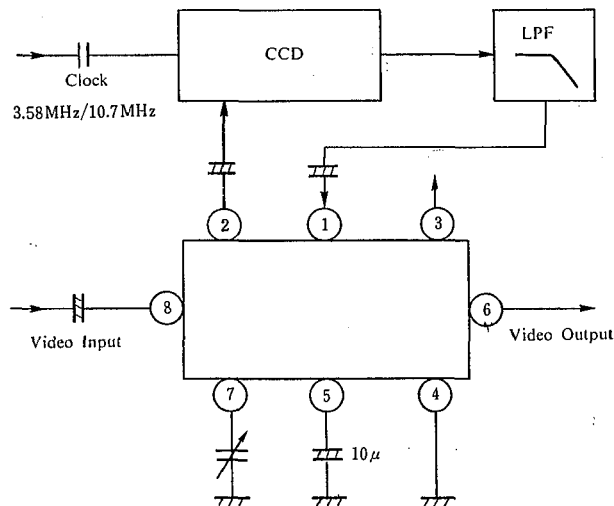 LPF
CCD
Clock
3.58MHz/10.7MHz
2
1
3
8
6
Video Input
Video Output
7
5
4
10μ